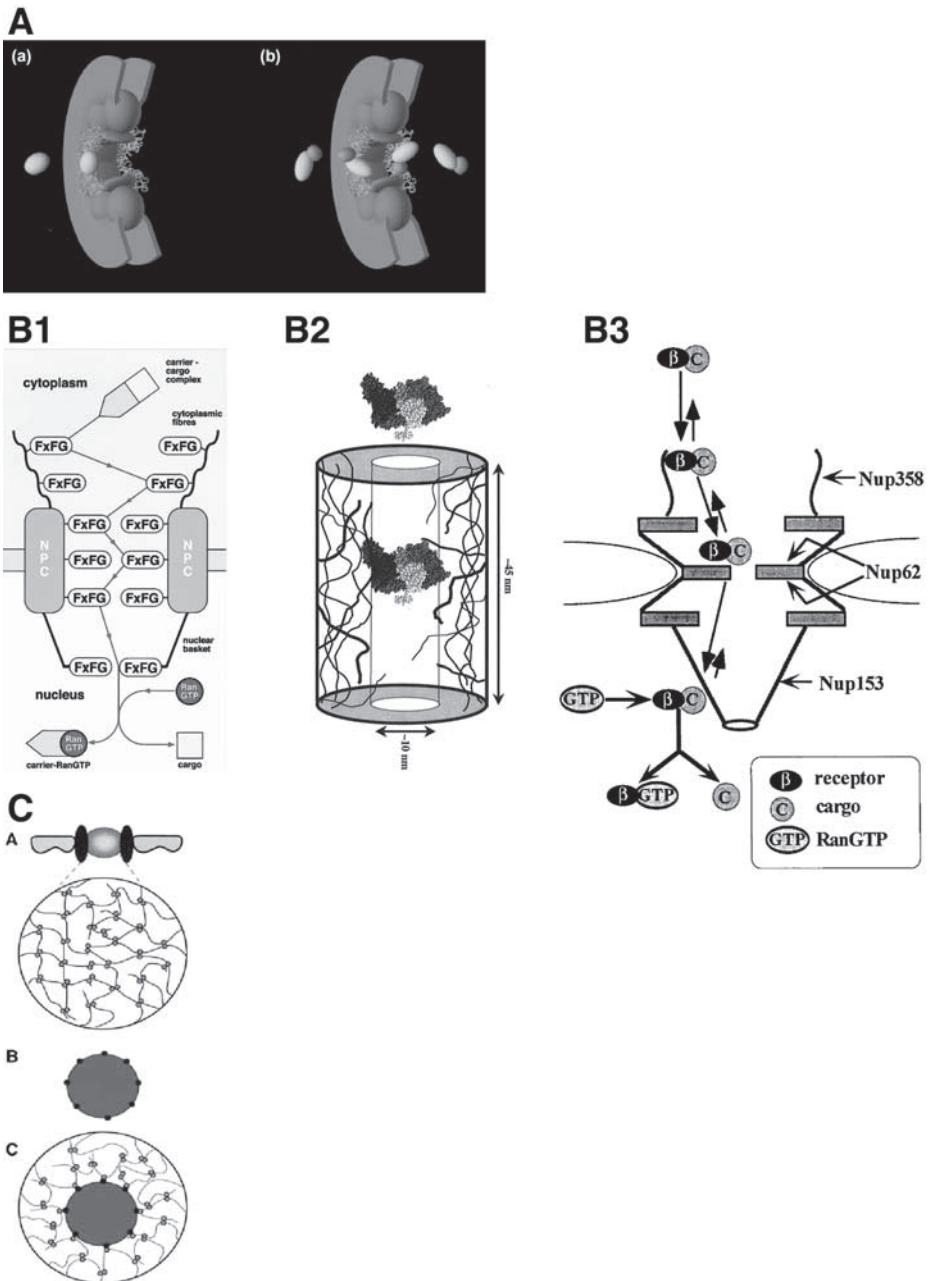 A
(a)
(b)
B1
cytoplasm
carrier -
cargo
complex
cytoplasmic
fibres
FxFG
FxFG
FxFG
FxFG
FxFG
FxFG
FxFG
FxFG
FxFG
FxFG
NPC
NPC
nuclear
basket
FxFG
FxFG
nucleus
Ran
GTP
Ran
GTP
carrier-RanGTP
cargo
B2
~45 nm
~10 nm
B3
β C
β C
Nup358
β C
Nup62
Nup153
GTP
β C
β GTP
C
β receptor
C cargo
GTP RanGTP
C
A
B
C